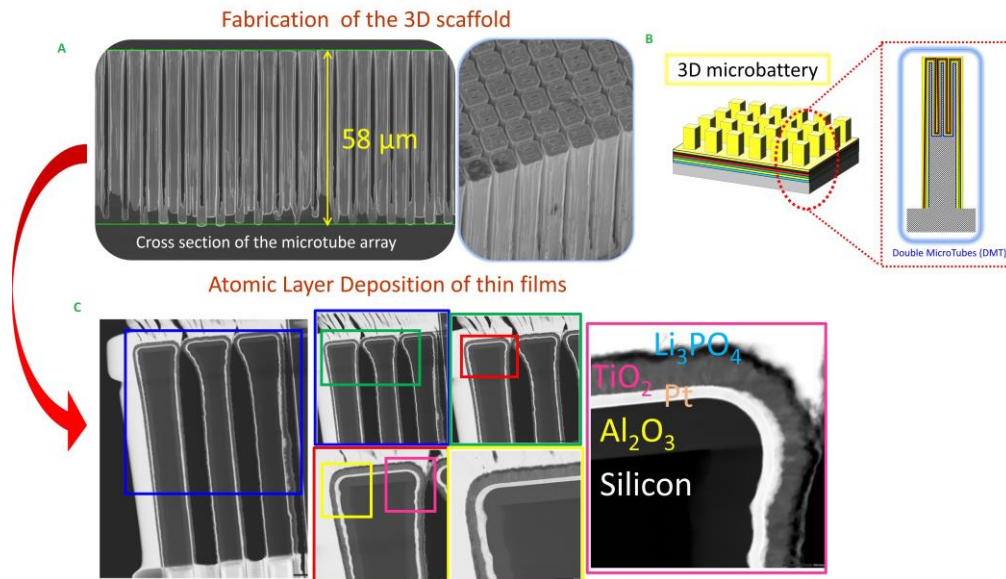 Fabrication of the 3D scaffold
A
58 µm
Cross section of the microtube array
B
3D microbattery
Double MicroTubes (DMT)
Atomic Layer Deposition of thin films
C
Li₃PO₄
TiO₂
Pt
Al₂O₃
Silicon